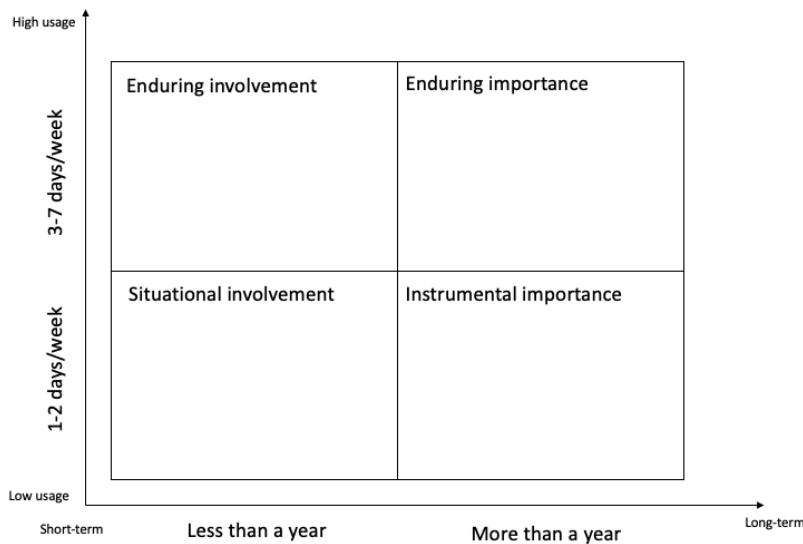 High usage
Enduring involvement
Enduring importance
3-7 days/week
Situational involvement
Instrumental importance
1-2 days/week
Low usage
Short-term
Less than a year
More than a year
Long-term